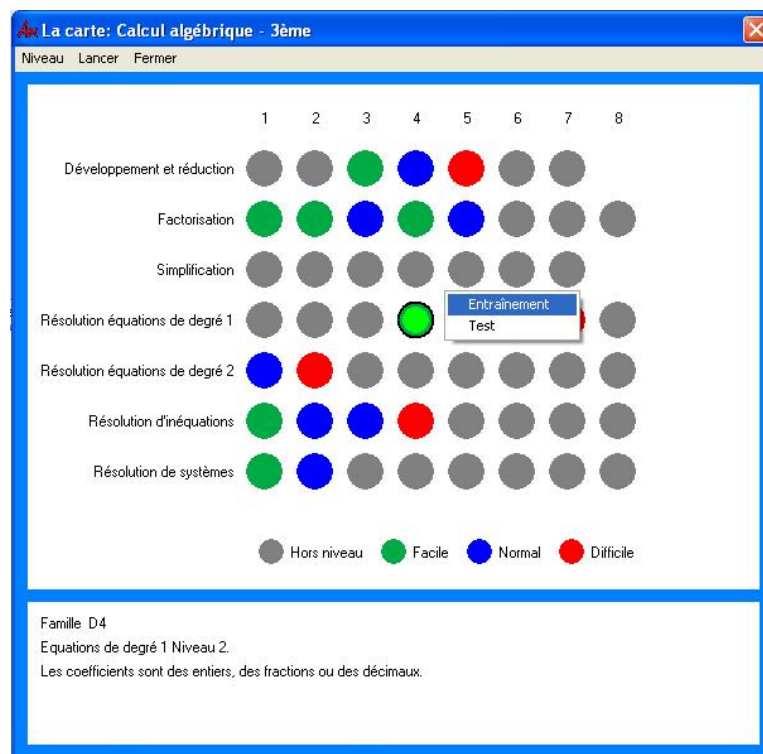 La carte: Calcul algébrique - 3ème
Niveau Lancer Fermer
1 2 3 4 5 6 7 8
Développement et réduction
Factorisation
Simplification
Entraînement
Résolution équations de degré 1
Test
Résolution équations de degré 2
Résolution d'inéquations
Résolution de systèmes
Hors niveau Facile Normal Difficile
Famille D4
Equations de degré 1 Niveau 2.
Les coefficients sont des entiers, des fractions ou des décimaux.